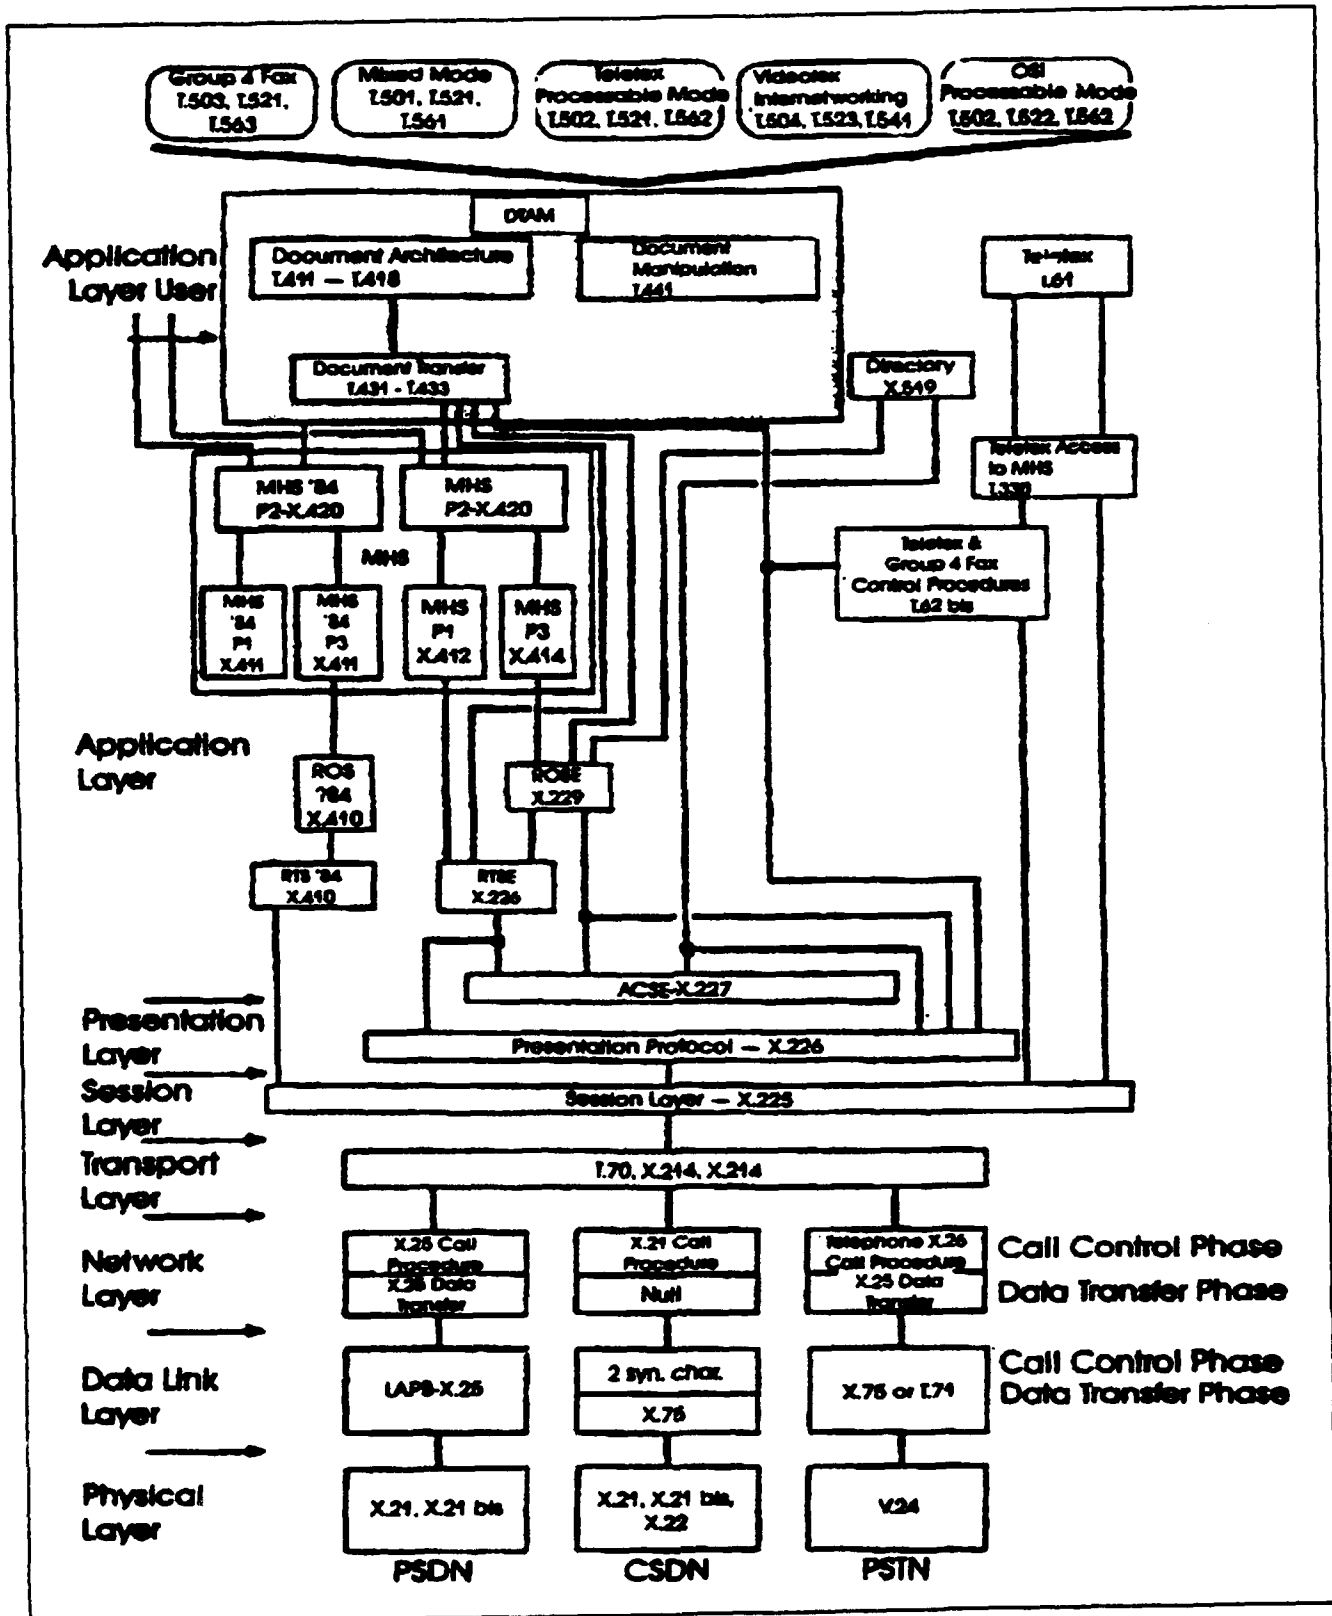 Group 4 Fax
T.503, T.521,
T.563
Mixed Mode
T.501, T.521,
T.561
Teletex
Processable Mode
T.502, T.521, T.562
Videotex
Internetworking
T.504, T.523, T.541
OSI
Processable Mode
T.502, T.522, T.562
DTAM
Application
Layer User
Document Architecture
T.411 — T.418
Document
Manipulation
T.441
Teletex
T.61
Document Transfer
T.431 - T.433
Directory
X.519
Teletex Access
to MHS
T.330
MHS '84
P2-X.420
MHS
P2-X.420
MHS
Teletex &
Group 4 Fax
Control Procedures
T.62 bis
MHS
'84
P1
X.411
MHS
'84
P3
X.411
MHS
P1
X.412
MHS
P3
X.414
Application
Layer
ROS
?84
X.410
ROSE
X.229
RTS '84
X.410
RTSE
X.226
ACSE-X.227
Presentation
Layer
Presentation Protocol — X.226
Session
Layer
Session Layer — X.225
Transport
Layer
T.70, X.214, X.214
Network
Layer
X.25 Call
Procedure
X.25 Data
Transfer
X.21 Call
Procedure
Null
Telephone X.25
Call Procedure
X.25 Data
Transfer
Call Control Phase
Data Transfer Phase
Data Link
Layer
LAPB-X.25
2 syn. char.
X.75
X.75 or T.71
Call Control Phase
Data Transfer Phase
Physical
Layer
X.21, X.21 bis
X.21, X.21 bis,
X.22
V.24
PSDN
CSDN
PSTN